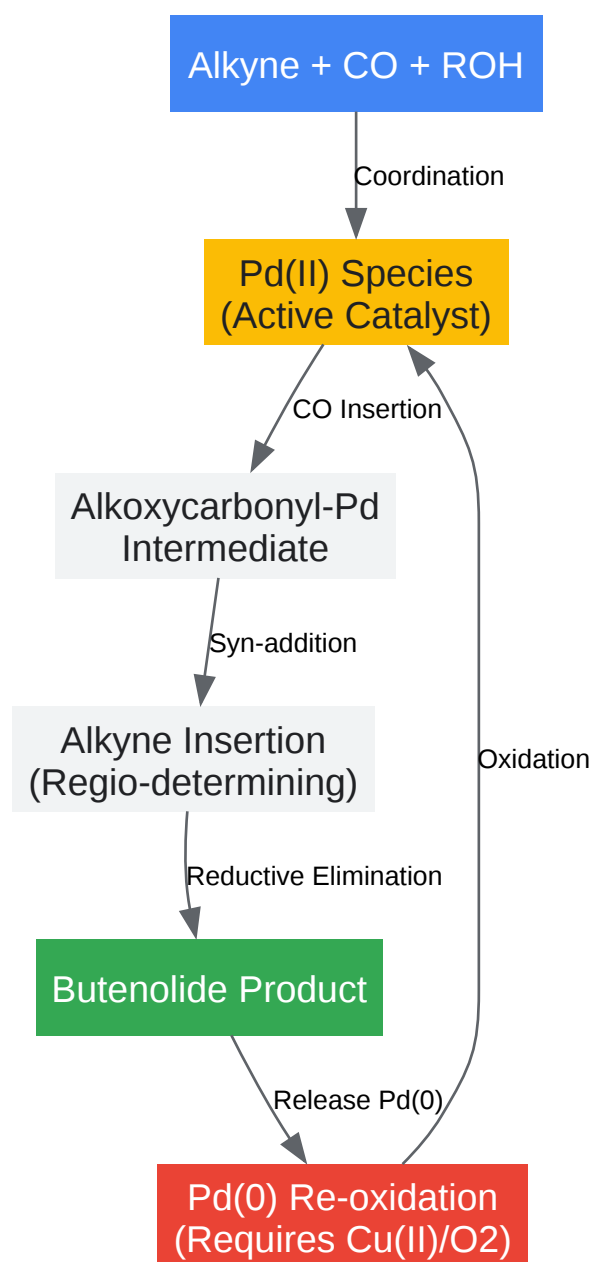 Alkyne + CO + ROH
Coordination
Pd(II) Species
(Active Catalyst)
CO Insertion
Alkoxycarbonyl-Pd
Intermediate
Syn-addition
Alkyne Insertion
(Regio-determining)
Oxidation
Reductive Elimination
Butenolide Product
Release Pd(0)
Pd(0) Re-oxidation
(Requires Cu(II)/O2)